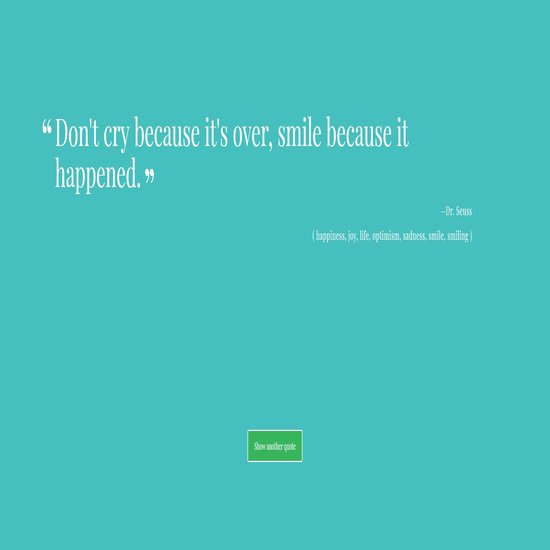 “ Don't cry because it's over, smile because it
happened. ”
–Dr. Seuss
( happiness, joy, life, optimism, sadness, smile, smiling )
Show another quote